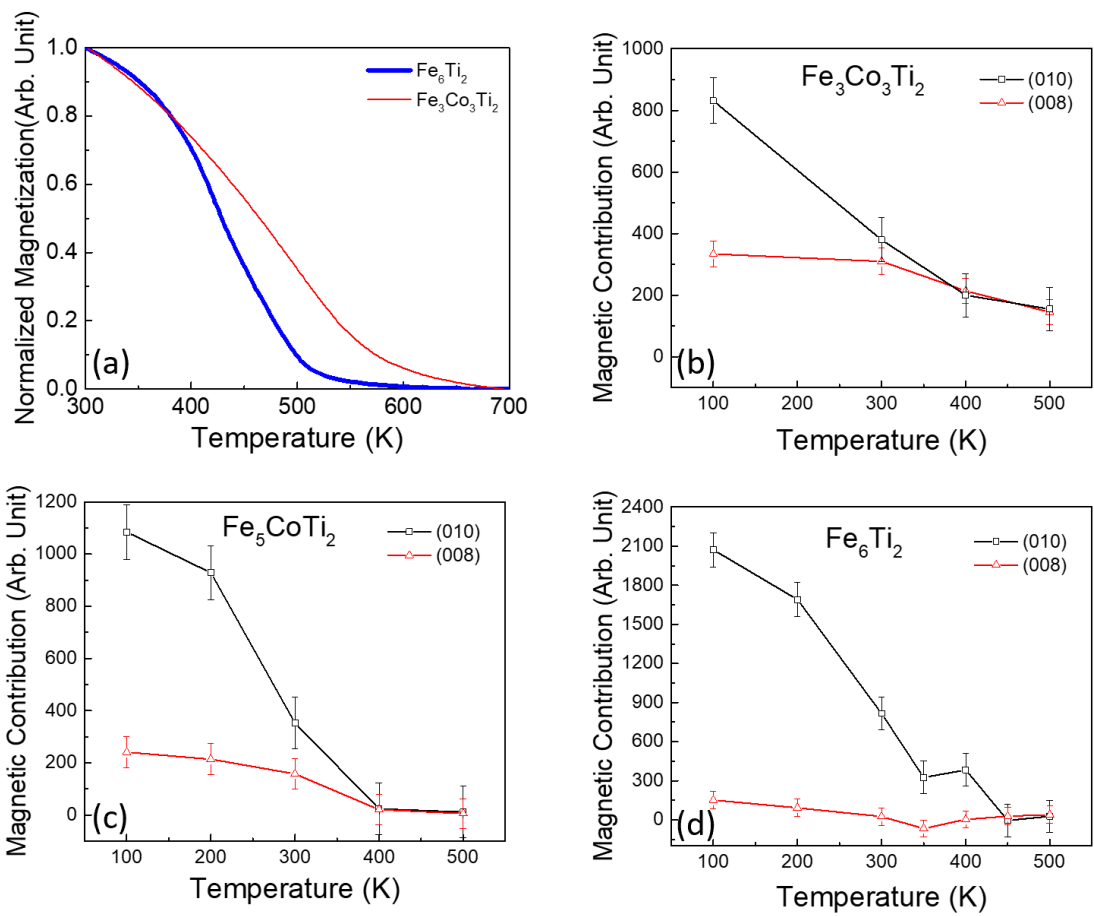 1.0
0.8
0.6
0.4
0.2
0.0
Normalized Magnetization(Arb. Unit)
Fe₆Ti₂
Fe₃Co₃Ti₂
(a)
300 400 500 600 700
Temperature (K)
1000
800
600
400
200
0
Magnetic Contribution (Arb. Unit)
Fe₃Co₃Ti₂
(010)
(008)
(b)
100 200 300 400 500
Temperature (K)
1200
1000
800
600
400
200
0
Magnetic Contribution (Arb. Unit)
Fe₅CoTi₂
(010)
(008)
(c)
100 200 300 400 500
Temperature (K)
2400
2100
1800
1500
1200
900
600
300
0
Magnetic Contribution (Arb. Unit)
Fe₆Ti₂
(010)
(008)
(d)
100 200 300 400 500
Temperature (K)